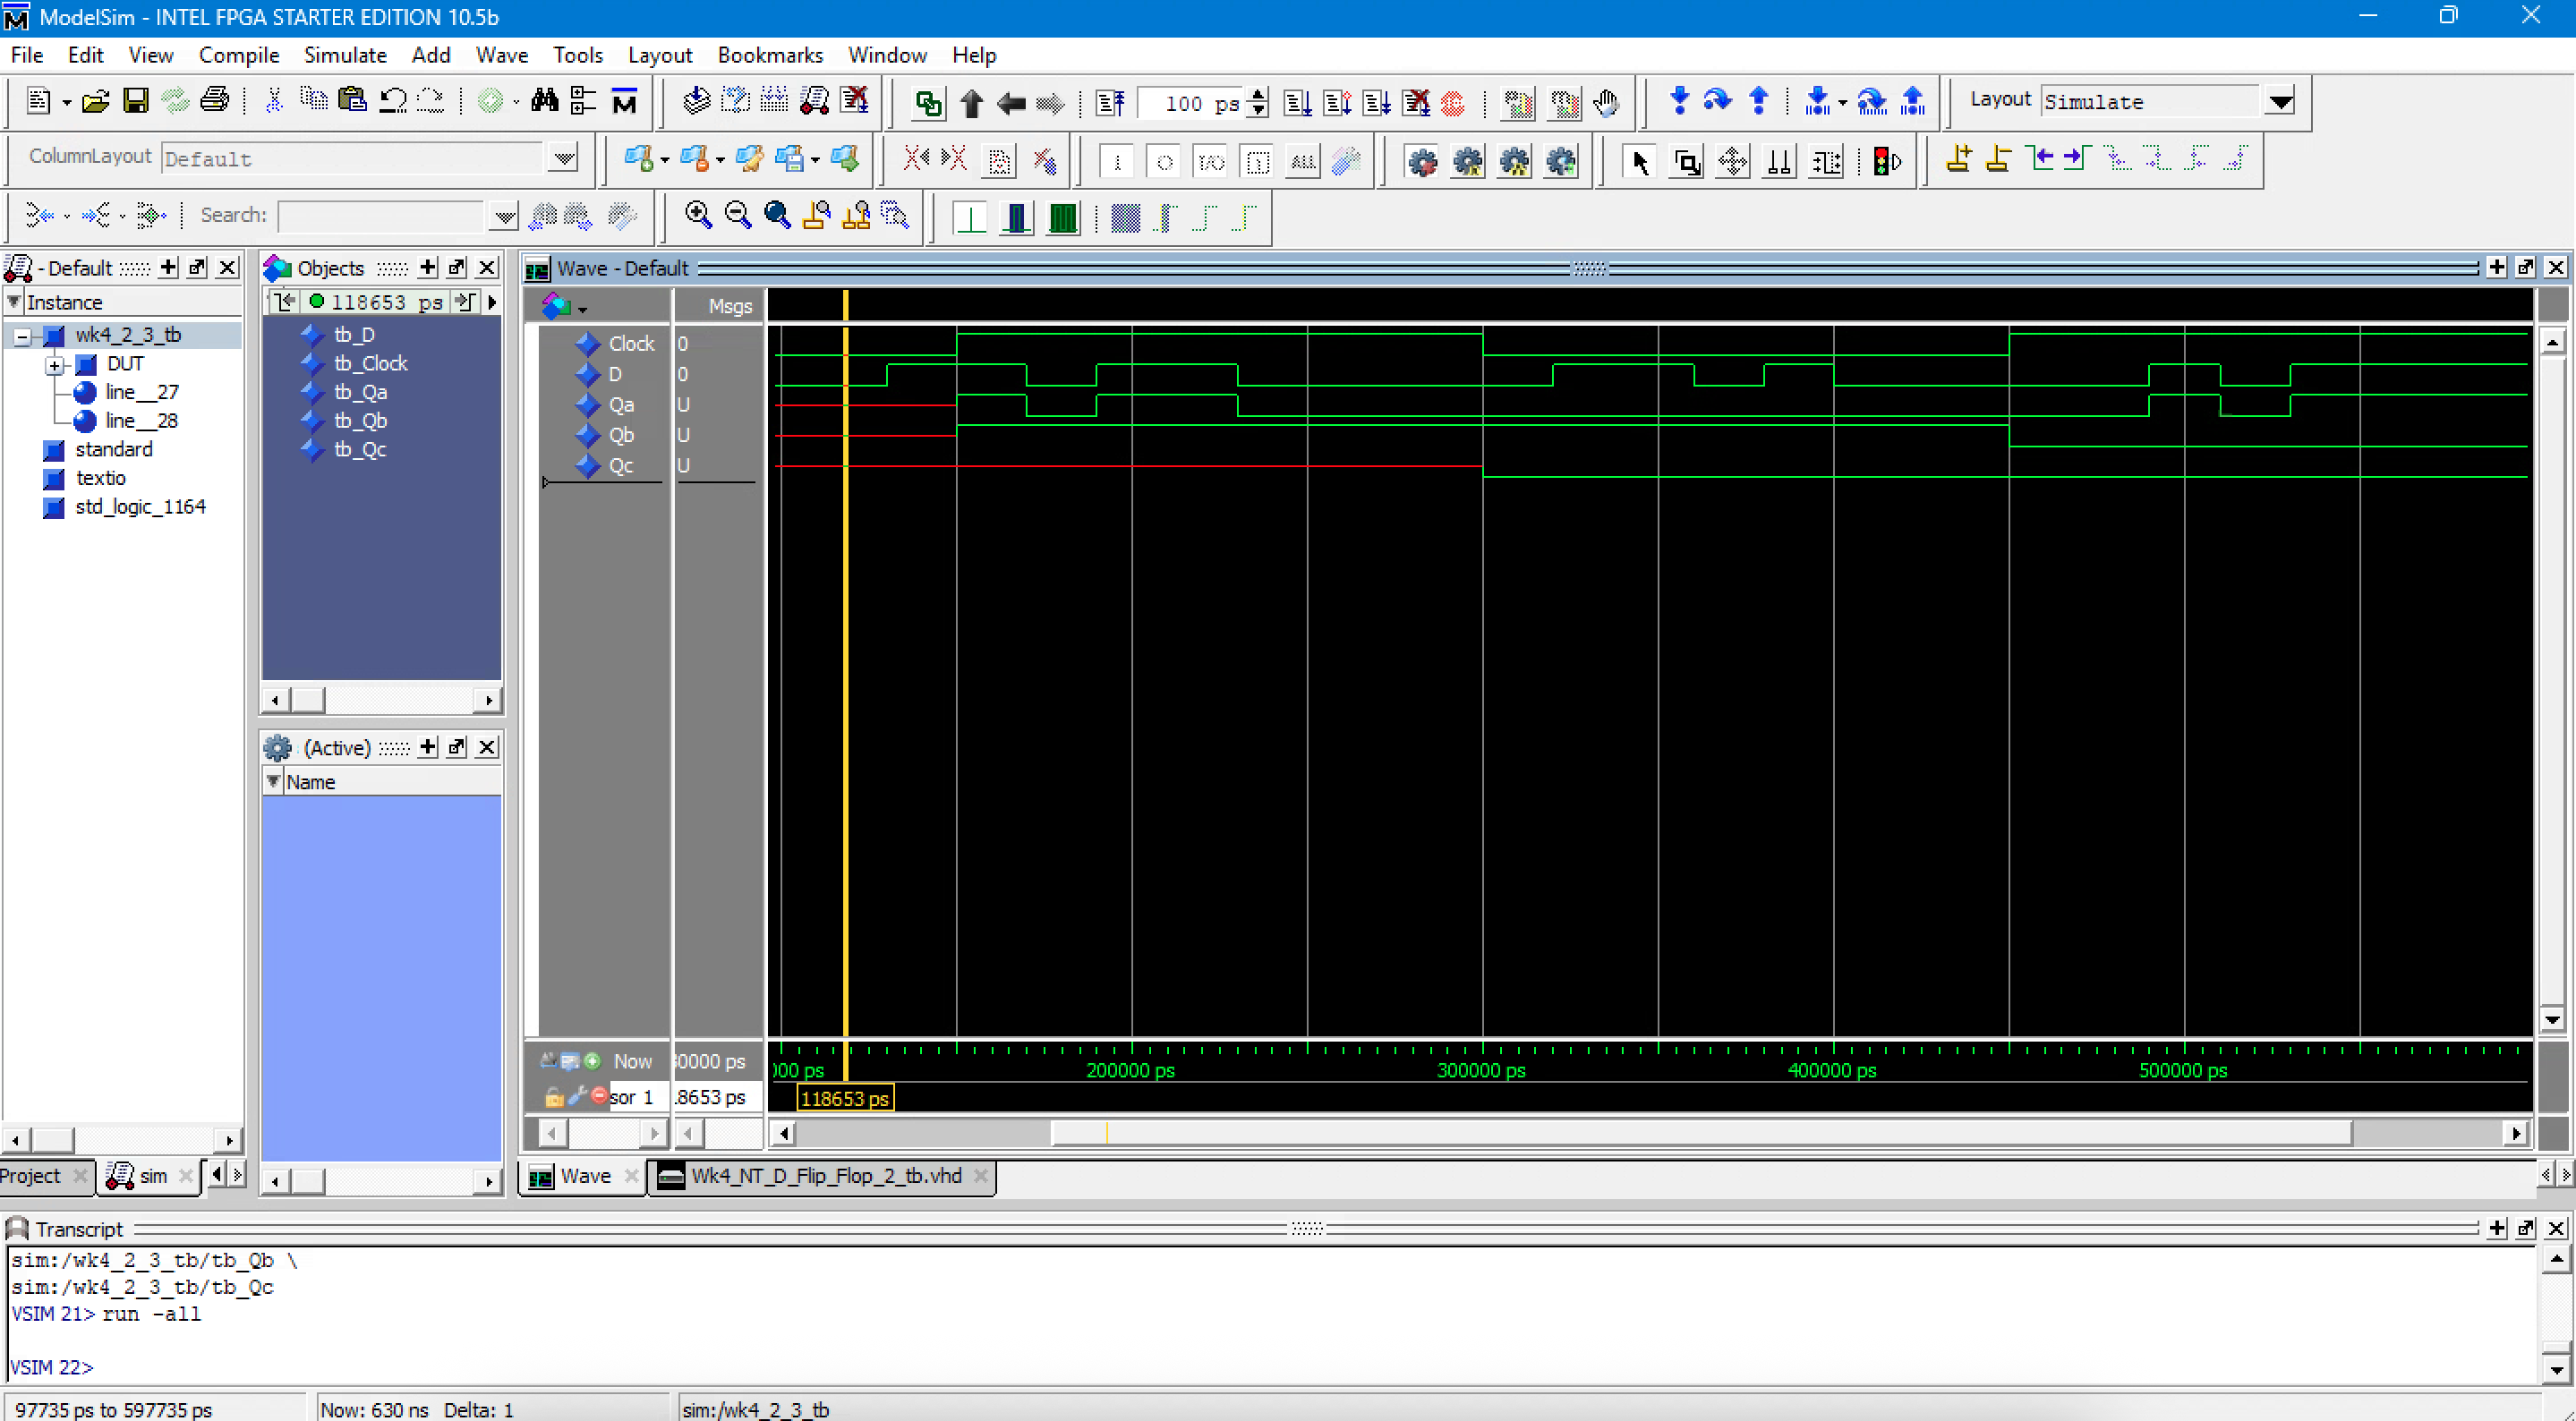 ModelSim - INTEL FPGA STARTER EDITION 10.5b
File Edit View Compile Simulate Add Wave Tools Layout Bookmarks Window Help
100 ps
Layout Simulate
ColumnLayout Default
I O I/O ALL
Search:
- Default
Instance
wk4_2_3_tb
DUT
line__27
line__28
standard
textio
std_logic_1164
Objects
118653 ps
tb_D
tb_Clock
tb_Qa
tb_Qb
tb_Qc
(Active)
Name
Wave - Default
Msgs
Clock 0
D 0
Qa U
Qb U
Qc U
Now 0000 ps
sor 1 8653 ps
000 ps 200000 ps 300000 ps 400000 ps 500000 ps
118653 ps
Project sim
Wave Wk4_NT_D_Flip_Flop_2_tb.vhd
Transcript
sim:/wk4_2_3_tb/tb_Qb \
sim:/wk4_2_3_tb/tb_Qc
VSIM 21> run -all
VSIM 22>
97735 ps to 597735 ps Now: 630 ns Delta: 1 sim:/wk4_2_3_tb